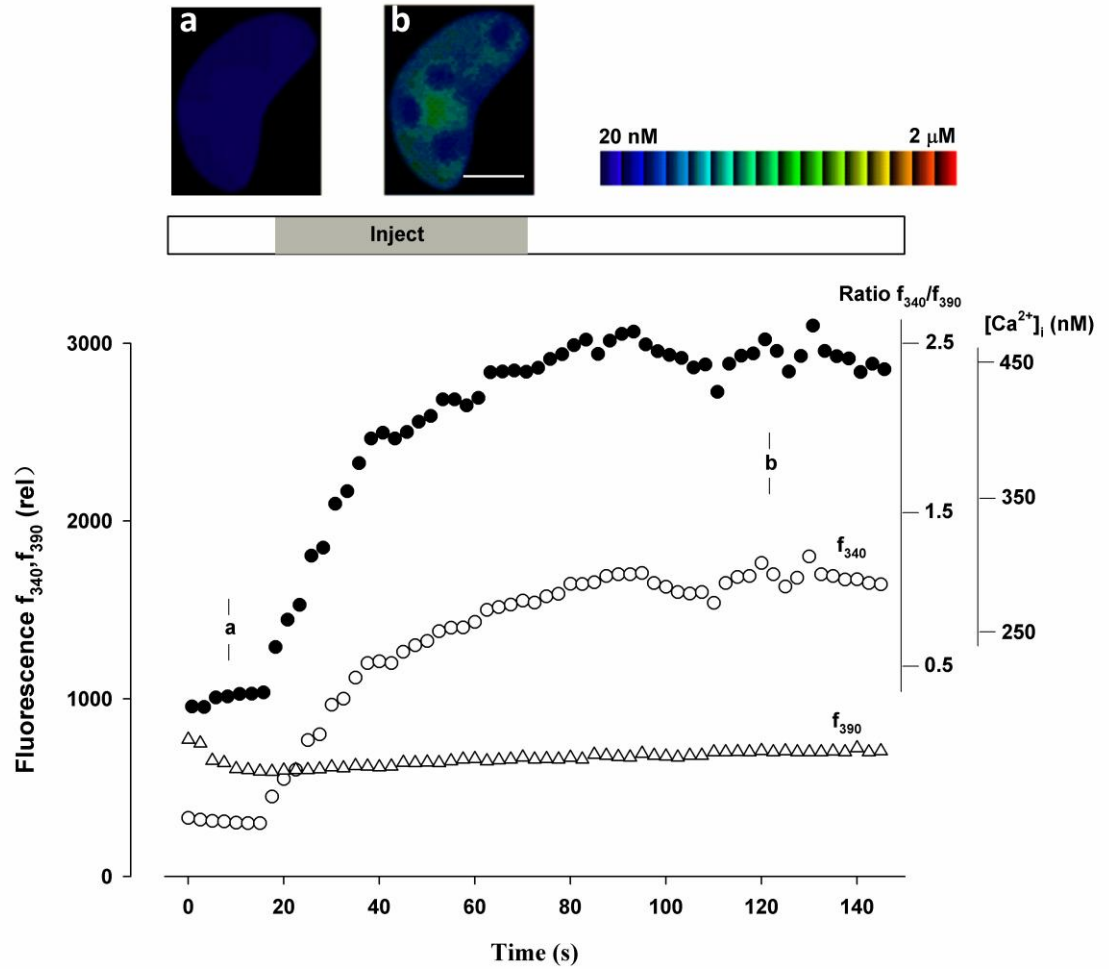 a
b
20 nM 2 μM
Inject
Ratio f₃₄₀/f₃₉₀
[Ca²⁺]ᵢ (nM)
3000
2000
1000
0
Fluorescence f₃₄₀,f₃₉₀ (rel)
2.5
1.5
0.5
450
350
250
a
b
f₃₄₀
f₃₉₀
0 20 40 60 80 100 120 140
Time (s)